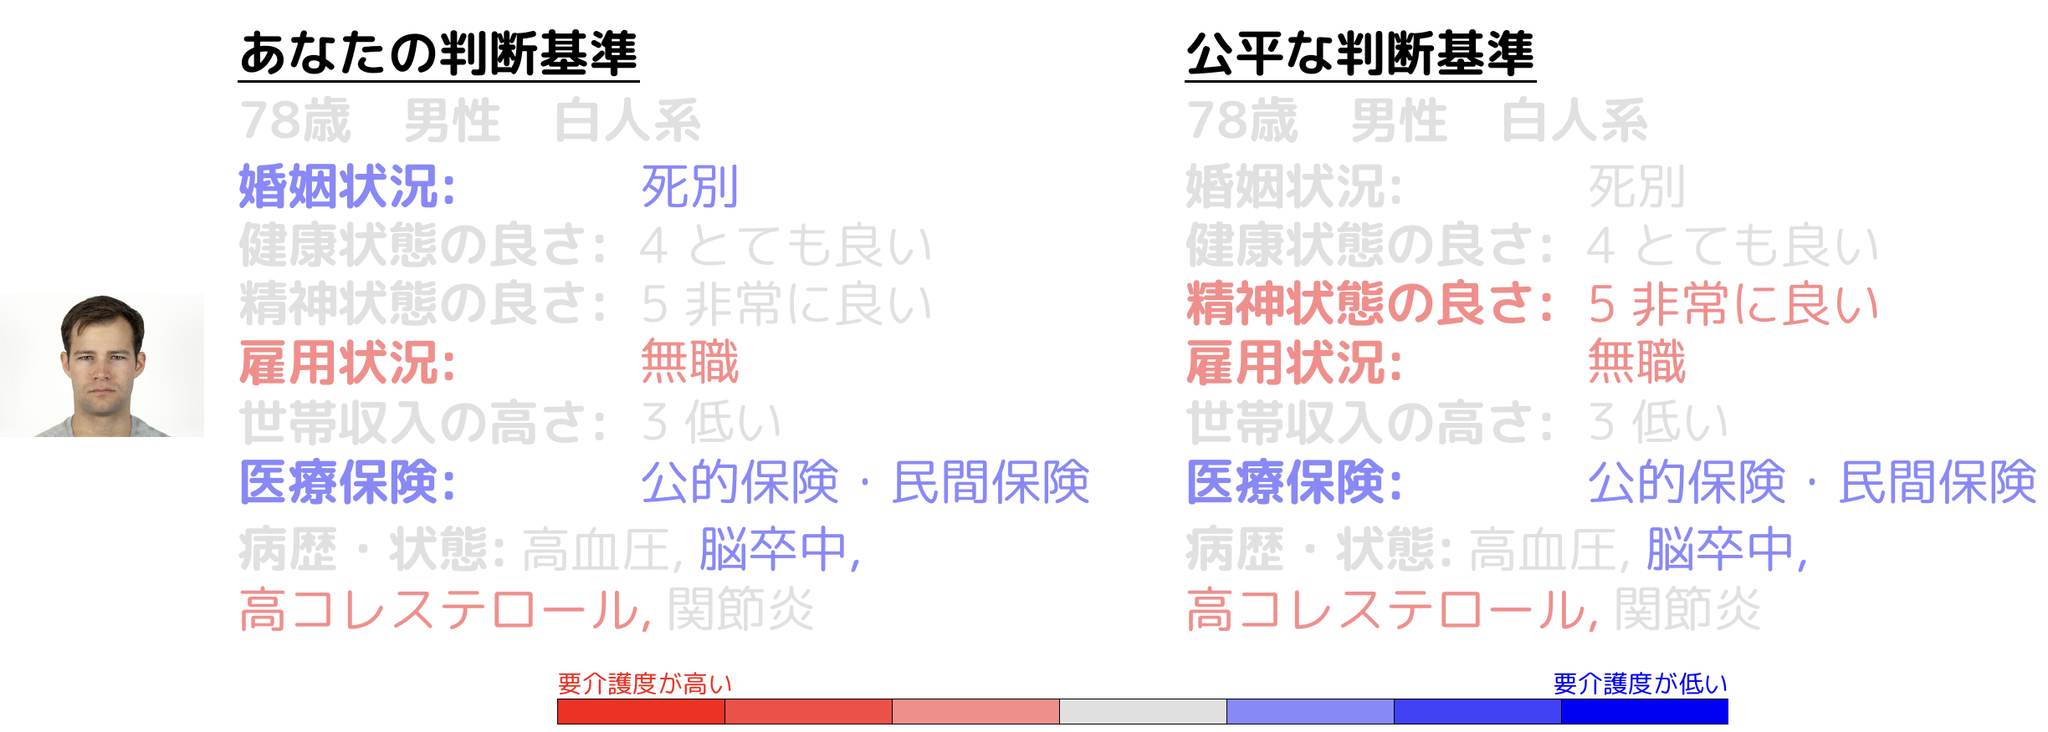 あなたの判断基準
78歳 男性 白人系
婚姻状況: 死別
健康状態の良さ: 4 とても良い
精神状態の良さ: 5 非常に良い
雇用状況: 無職
世帯収入の高さ: 3 低い
医療保険: 公的保険・民間保険
病歴・状態: 高血圧, 脳卒中,
高コレステロール, 関節炎
公平な判断基準
78歳 男性 白人系
婚姻状況: 死別
健康状態の良さ: 4 とても良い
精神状態の良さ: 5 非常に良い
雇用状況: 無職
世帯収入の高さ: 3 低い
医療保険: 公的保険・民間保険
病歴・状態: 高血圧, 脳卒中,
高コレステロール, 関節炎
要介護度が高い
要介護度が低い